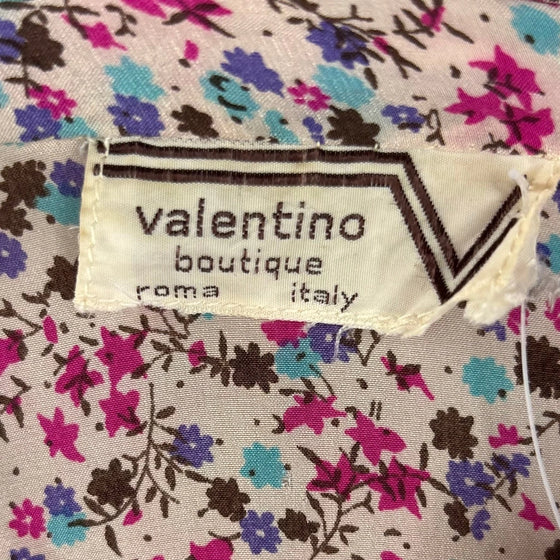 valentino
boutique
roma italy